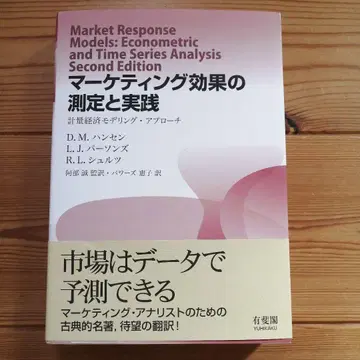 Market Response
Models: Econometric
and Time Series Analysis
Second Edition
マーケティング効果の
測定と実践
計量経済モデリング・アプローチ
D. M. ハンセン
L. J. パーソンズ
R. L. シュルツ
阿部 誠 監訳・パワーズ 恵子 訳
市場はデータで
予測できる
マーケティング・アナリストのための
古典的名著，待望の翻訳！
有斐閣
YUHIKAKU